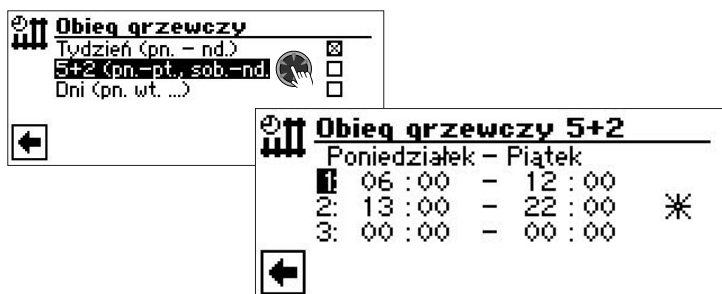 Obieg grzewczy
Tydzień (pn. – nd.)
5+2 (pn.–pt., sob.–nd.
Dni (pn. wt. ...)
Obieg grzewczy 5+2
Poniedziałek – Piątek
1: 06:00 – 12:00
2: 13:00 – 22:00
3: 00:00 – 00:00